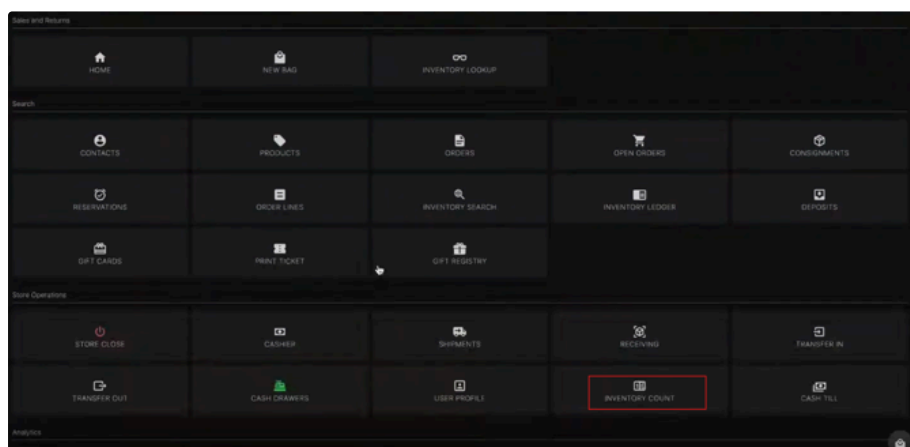 Sales and Returns
HOME NEW BAG INVENTORY LOOKUP
Search
CONTACTS PRODUCTS ORDERS OPEN ORDERS CONSIGNMENTS
RESERVATIONS ORDER LINES INVENTORY SEARCH INVENTORY LEDGER DEPOSITS
GIFT CARDS PRINT TICKET GIFT REGISTRY
Store Operations
STORE CLOSE CASHIER SHIPMENTS RECEIVING TRANSFER IN
TRANSFER OUT CASH DRAWERS USER PROFILE INVENTORY COUNT CASH TILL
Analytics